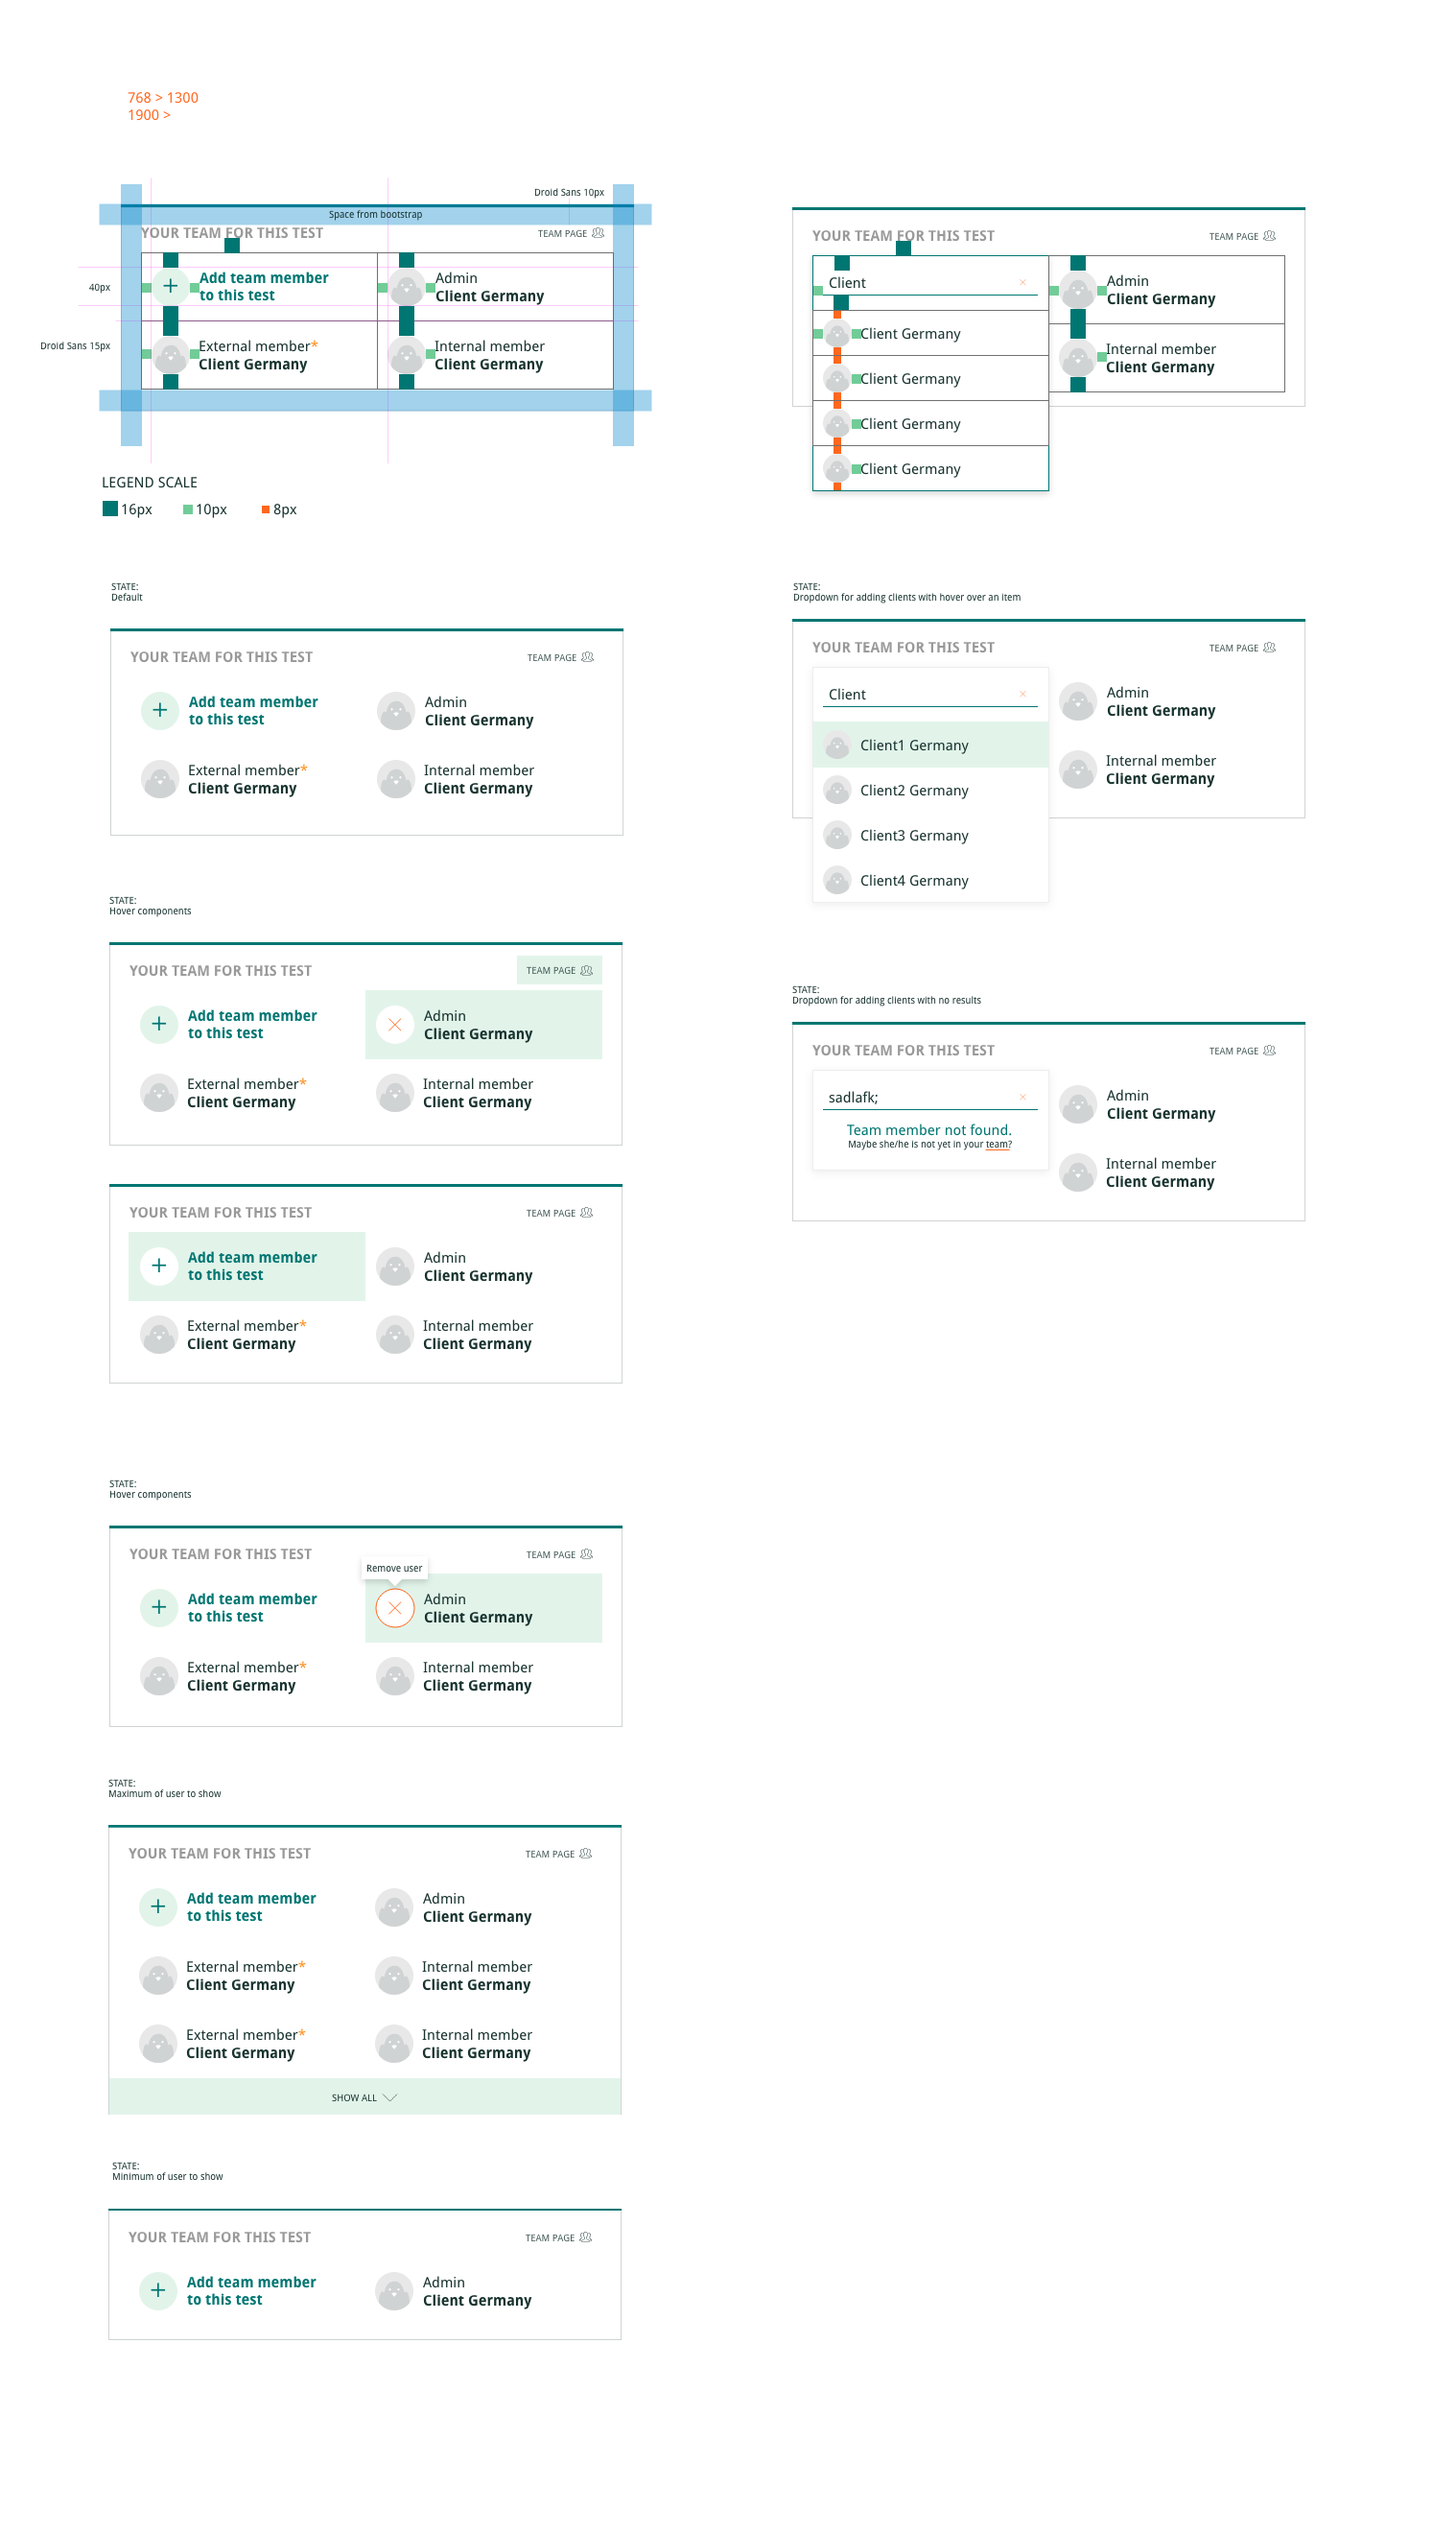 768 > 1300
1900 >
Droid Sans 10px
Space from bootstrap
YOUR TEAM FOR THIS TEST
TEAM PAGE
40px
Add team member
to this test
Admin
Client Germany
Droid Sans 15px
External member*
Client Germany
Internal member
Client Germany
LEGEND SCALE
16px
10px
8px
YOUR TEAM FOR THIS TEST
TEAM PAGE
Client
Client Germany
Client Germany
Client Germany
Client Germany
Admin
Client Germany
Internal member
Client Germany
STATE:
Default
YOUR TEAM FOR THIS TEST
TEAM PAGE
Add team member
to this test
Admin
Client Germany
External member*
Client Germany
Internal member
Client Germany
STATE:
Dropdown for adding clients with hover over an item
YOUR TEAM FOR THIS TEST
TEAM PAGE
Client
Client1 Germany
Client2 Germany
Client3 Germany
Client4 Germany
Admin
Client Germany
Internal member
Client Germany
STATE:
Hover components
YOUR TEAM FOR THIS TEST
TEAM PAGE
Add team member
to this test
Admin
Client Germany
External member*
Client Germany
Internal member
Client Germany
STATE:
Dropdown for adding clients with no results
YOUR TEAM FOR THIS TEST
TEAM PAGE
sadlafk;
Team member not found.
Maybe she/he is not yet in your team?
Admin
Client Germany
Internal member
Client Germany
YOUR TEAM FOR THIS TEST
TEAM PAGE
Add team member
to this test
Admin
Client Germany
External member*
Client Germany
Internal member
Client Germany
STATE:
Hover components
YOUR TEAM FOR THIS TEST
TEAM PAGE
Remove user
Add team member
to this test
Admin
Client Germany
External member*
Client Germany
Internal member
Client Germany
STATE:
Maximum of user to show
YOUR TEAM FOR THIS TEST
TEAM PAGE
Add team member
to this test
Admin
Client Germany
External member*
Client Germany
Internal member
Client Germany
External member*
Client Germany
Internal member
Client Germany
SHOW ALL
STATE:
Minimum of user to show
YOUR TEAM FOR THIS TEST
TEAM PAGE
Add team member
to this test
Admin
Client Germany